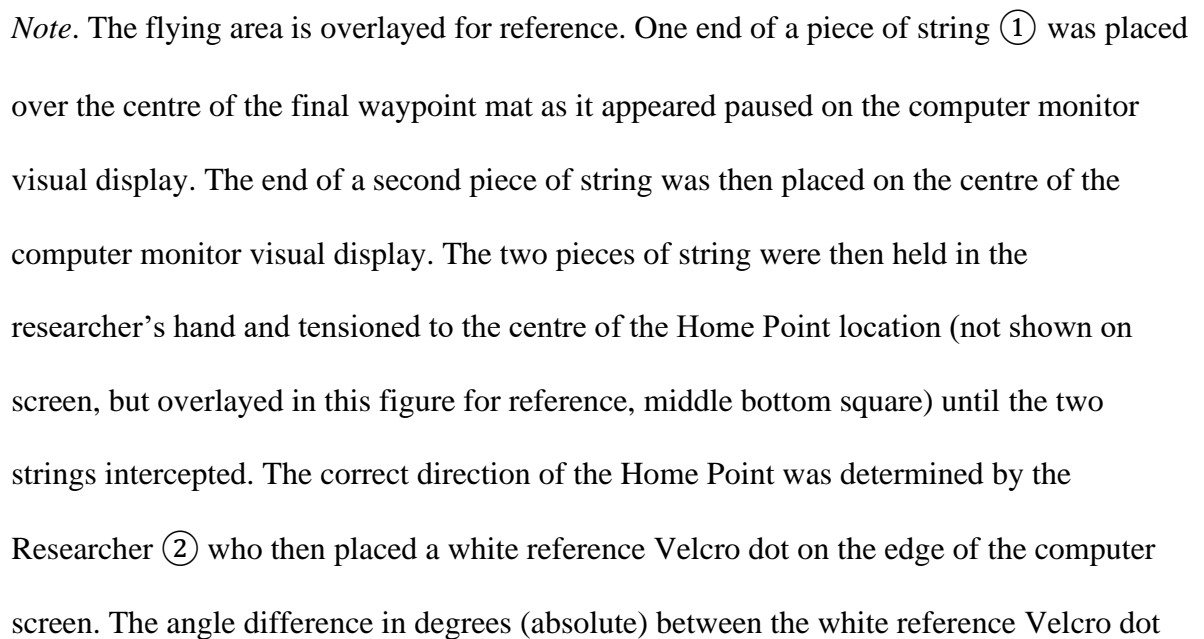 Note. The flying area is overlayed for reference. One end of a piece of string ① was placed
over the centre of the final waypoint mat as it appeared paused on the computer monitor
visual display. The end of a second piece of string was then placed on the centre of the
computer monitor visual display. The two pieces of string were then held in the
researcher’s hand and tensioned to the centre of the Home Point location (not shown on
screen, but overlayed in this figure for reference, middle bottom square) until the two
strings intercepted. The correct direction of the Home Point was determined by the
Researcher ② who then placed a white reference Velcro dot on the edge of the computer
screen. The angle difference in degrees (absolute) between the white reference Velcro dot